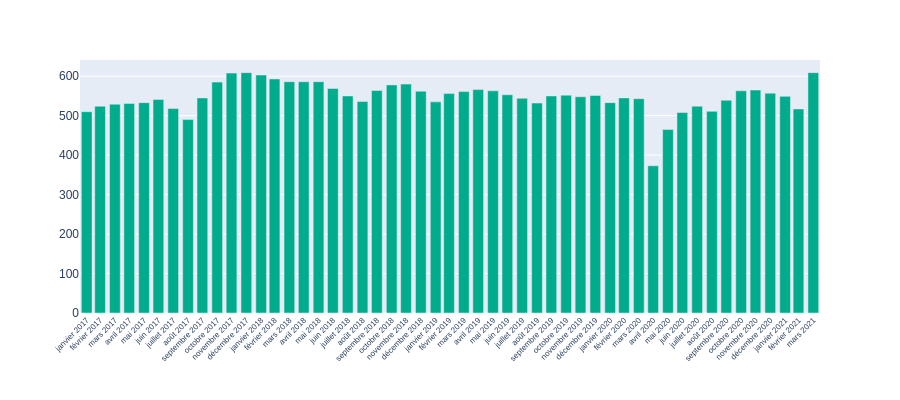 600
500
400
300
200
100
0
janvier 2017
février 2017
mars 2017
avril 2017
mai 2017
juin 2017
juillet 2017
août 2017
septembre 2017
octobre 2017
novembre 2017
décembre 2017
janvier 2018
février 2018
mars 2018
avril 2018
mai 2018
juin 2018
juillet 2018
août 2018
septembre 2018
octobre 2018
novembre 2018
décembre 2018
janvier 2019
février 2019
mars 2019
avril 2019
mai 2019
juin 2019
juillet 2019
août 2019
septembre 2019
octobre 2019
novembre 2019
décembre 2019
janvier 2020
février 2020
mars 2020
avril 2020
mai 2020
juin 2020
juillet 2020
août 2020
septembre 2020
octobre 2020
novembre 2020
décembre 2020
janvier 2021
février 2021
mars 2021